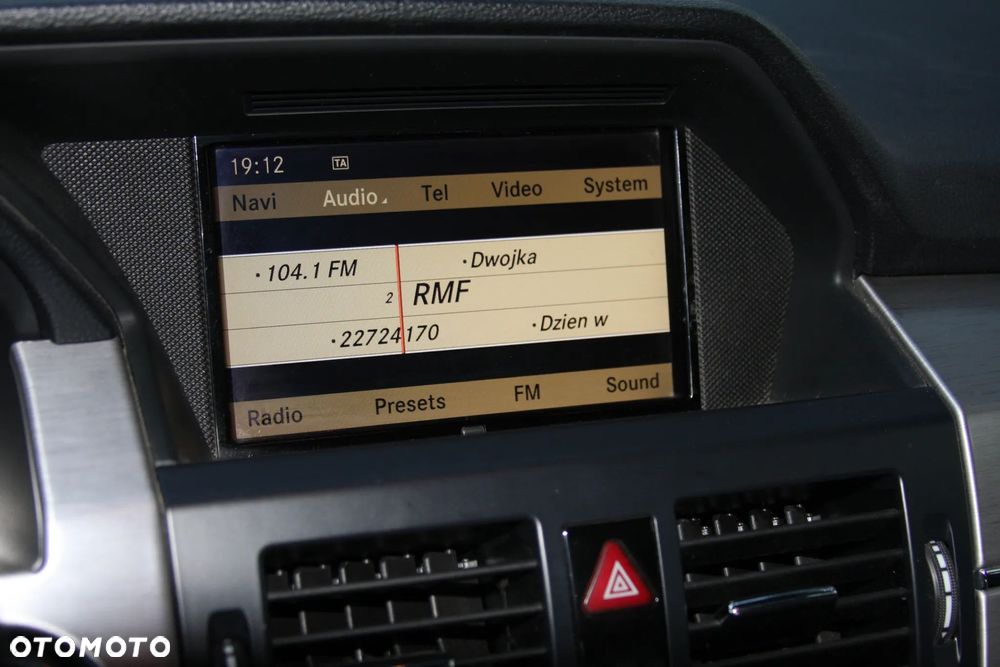 19:12 TA
Navi Audio Tel Video System
·104.1 FM ·Dwojka
2 RMF
·22724170 ·Dzien w
Radio Presets FM Sound
OTOMOTO